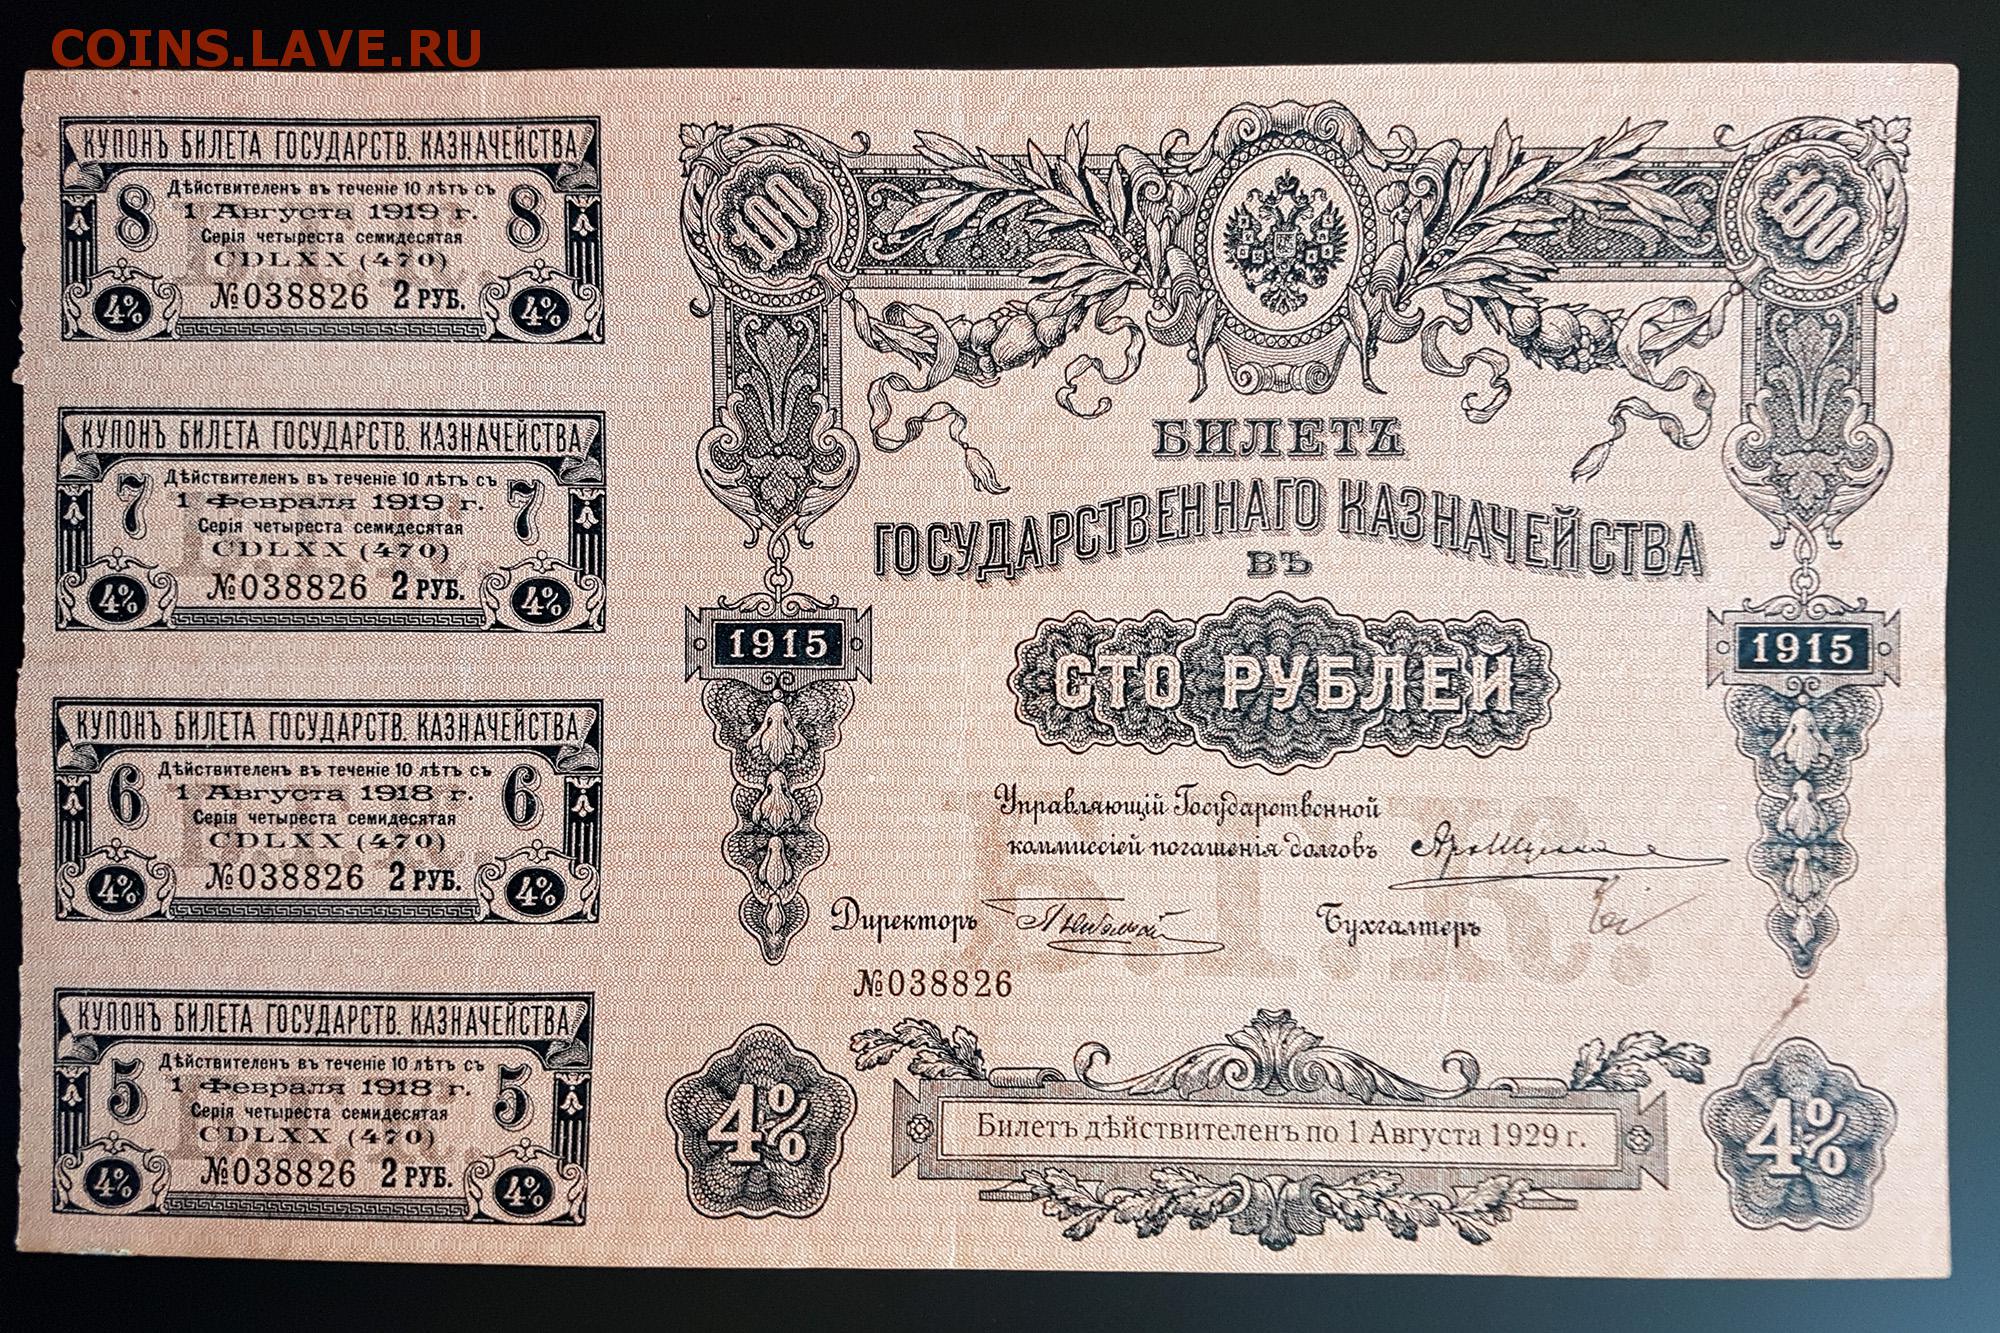 COINS.LAVE.RU
КУПОНЪ БИЛЕТА ГОСУДАРСТВ. КАЗНАЧЕЙСТВА
Дѣйствителенъ въ теченіе 10 лѣтъ съ
8 1 Августа 1919 г. 8
Серія четыреста семидесятая
CDLXX (470)
№038826 2 РУБ.
4% 4%
КУПОНЪ БИЛЕТА ГОСУДАРСТВ. КАЗНАЧЕЙСТВА
Дѣйствителенъ въ теченіе 10 лѣтъ съ
7 1 Февраля 1919 г. 7
Серія четыреста семидесятая
CDLXX (470)
№038826 2 РУБ.
4% 4%
КУПОНЪ БИЛЕТА ГОСУДАРСТВ. КАЗНАЧЕЙСТВА
Дѣйствителенъ въ теченіе 10 лѣтъ съ
6 1 Августа 1918 г. 6
Серія четыреста семидесятая
CDLXX (470)
№038826 2 РУБ.
4% 4%
КУПОНЪ БИЛЕТА ГОСУДАРСТВ. КАЗНАЧЕЙСТВА
Дѣйствителенъ въ теченіе 10 лѣтъ съ
5 1 Февраля 1918 г. 5
Серія четыреста семидесятая
CDLXX (470)
№038826 2 РУБ.
4% 4%
100 100
БИЛЕТЪ
ГОСУДАРСТВЕННАГО КАЗНАЧЕЙСТВА
ВЪ
1915 1915
СТО РУБЛЕЙ
Управляющій Государственной
коммиссіей погашенія долговъ
Директоръ Бухгалтеръ
Б.Г.К.
№038826
4% 4%
Билетъ дѣйствителенъ по 1 Августа 1929 г.